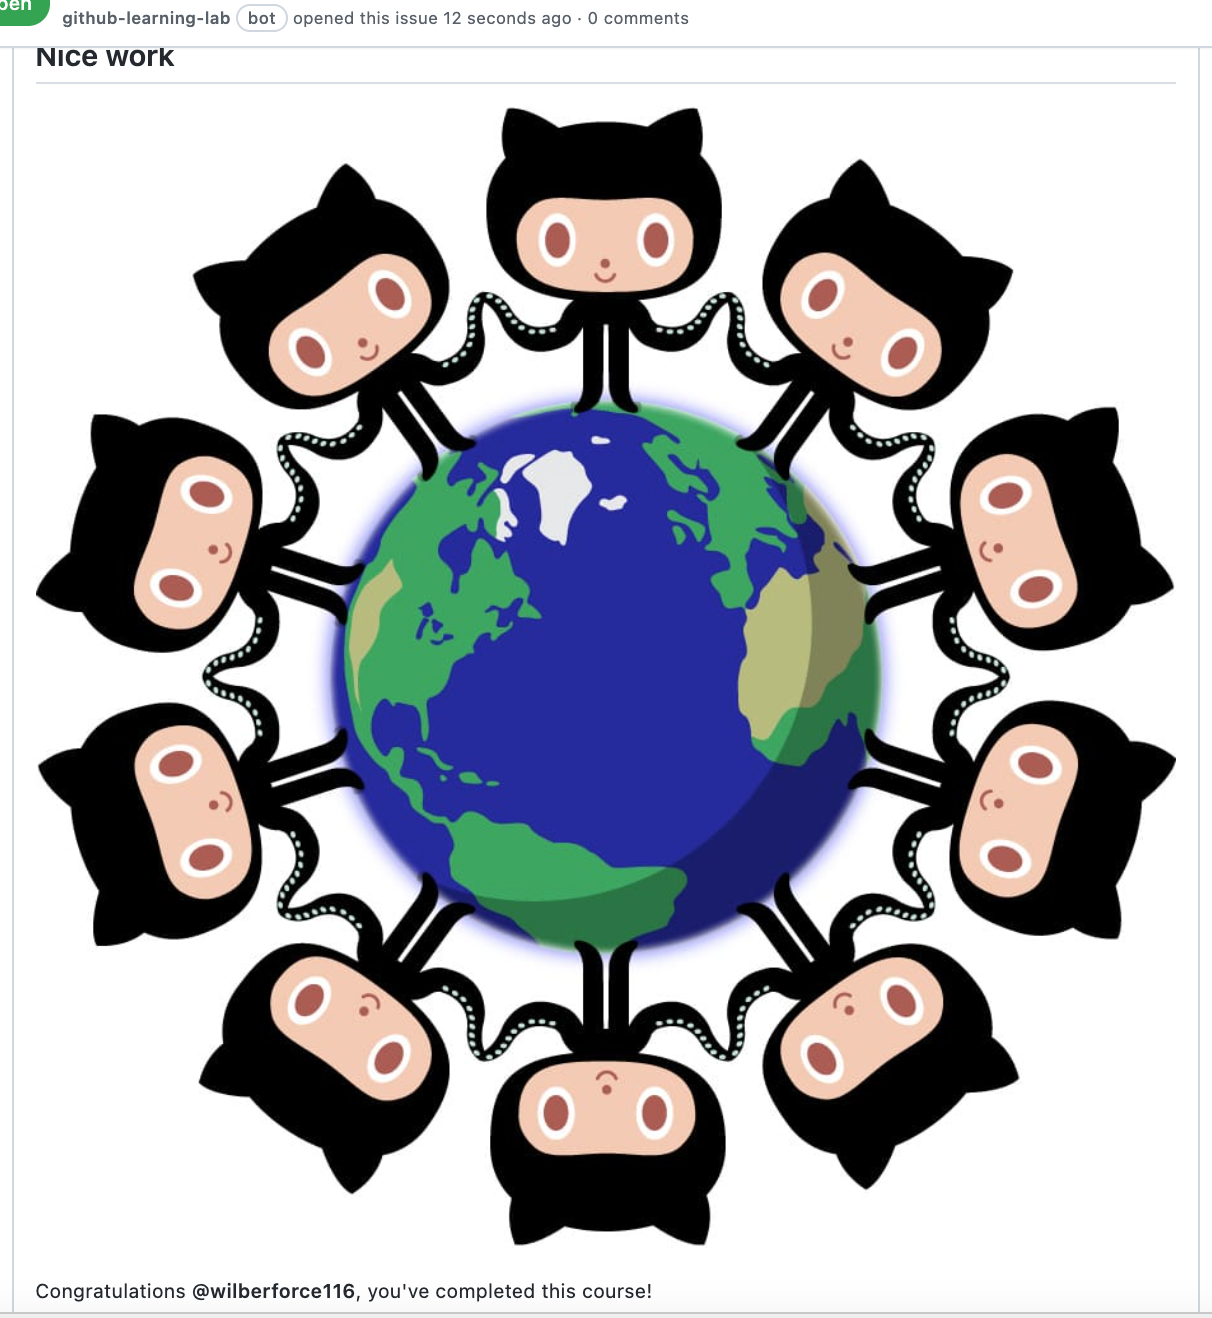 github-learning-lab bot opened this issue 12 seconds ago · 0 comments
Nice work
Congratulations @wilberforce116, you've completed this course!